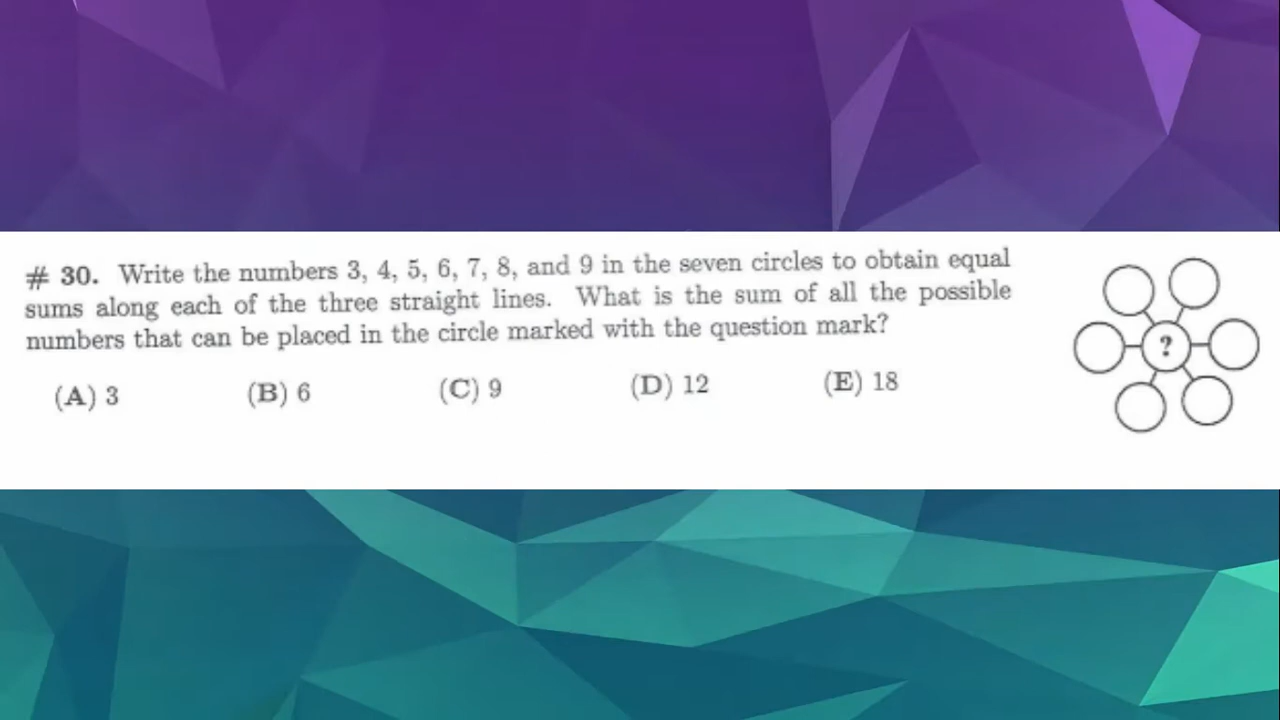 # 30. Write the numbers 3, 4, 5, 6, 7, 8, and 9 in the seven circles to obtain equal
sums along each of the three straight lines. What is the sum of all the possible
numbers that can be placed in the circle marked with the question mark?
?
(A) 3 (B) 6 (C) 9 (D) 12 (E) 18